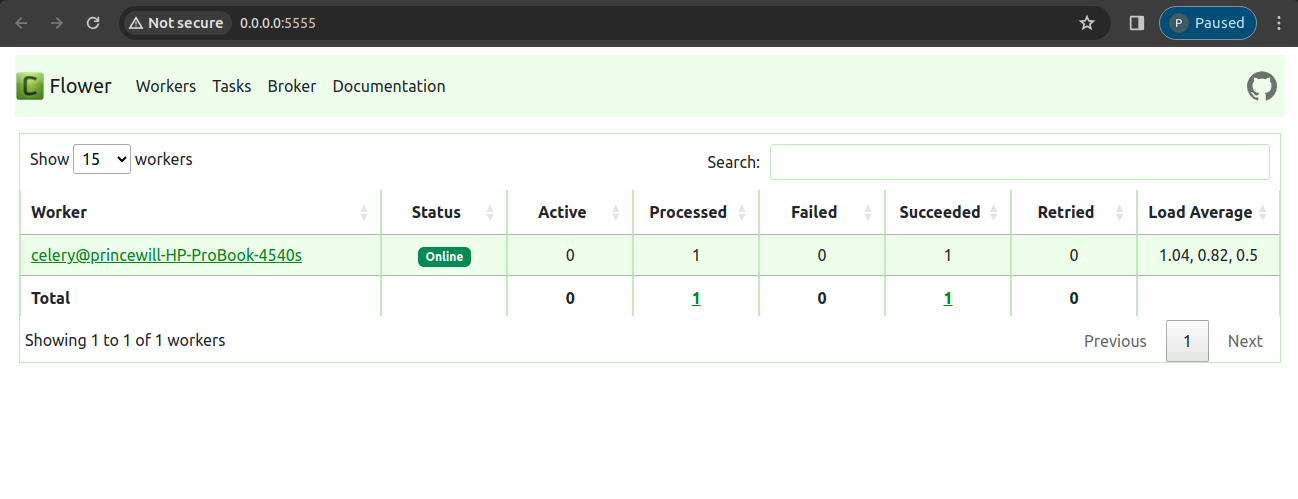 Not secure 0.0.0.0:5555 P Paused
C Flower Workers Tasks Broker Documentation
Show 15 workers Search:
Worker Status Active Processed Failed Succeeded Retried Load Average
celery@princewill-HP-ProBook-4540s Online 0 1 0 1 0 1.04, 0.82, 0.5
Total 0 1 0 1 0
Showing 1 to 1 of 1 workers Previous 1 Next